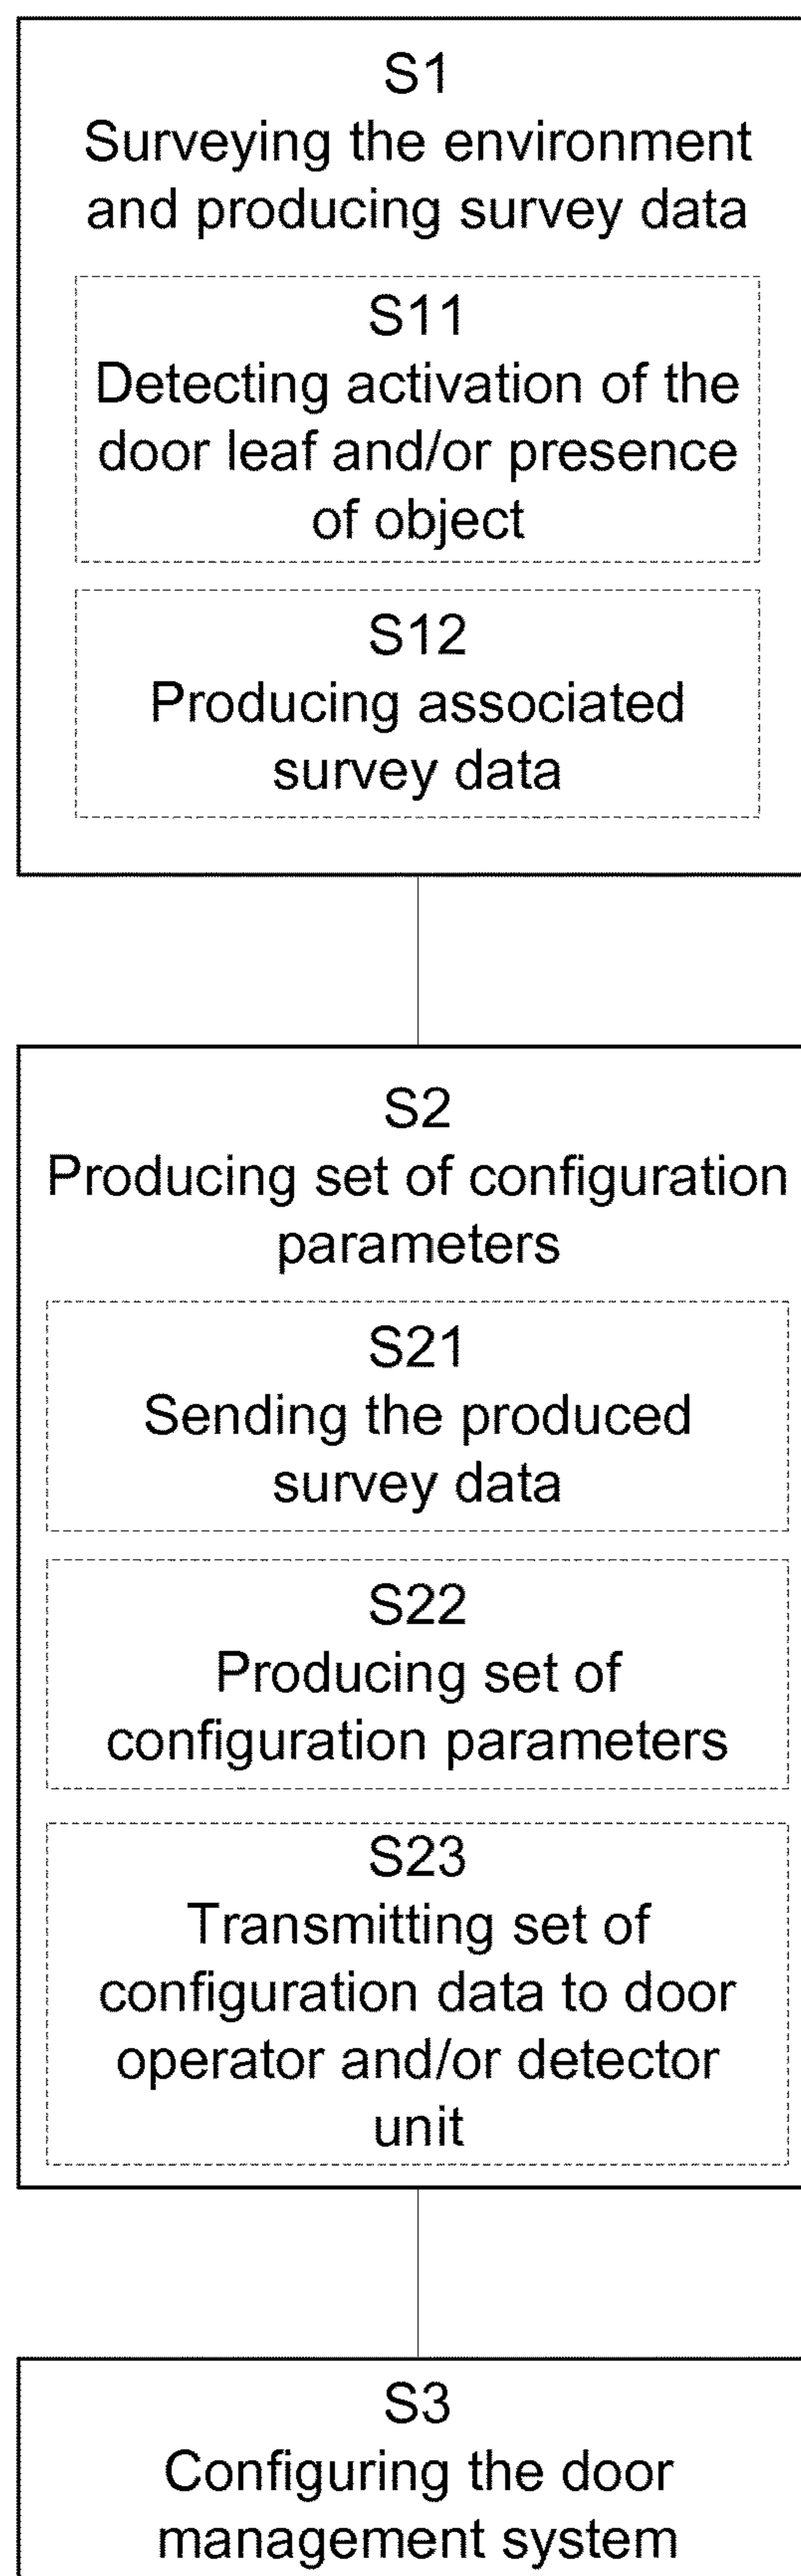 S1
Surveying the environment
and producing survey data
S11
Detecting activation of the
door leaf and/or presence
of object
S12
Producing associated
survey data
S2
Producing set of configuration
parameters
S21
Sending the produced
survey data
S22
Producing set of
configuration parameters
S23
Transmitting set of
configuration data to door
operator and/or detector
unit
S3
Configuring the door
management system